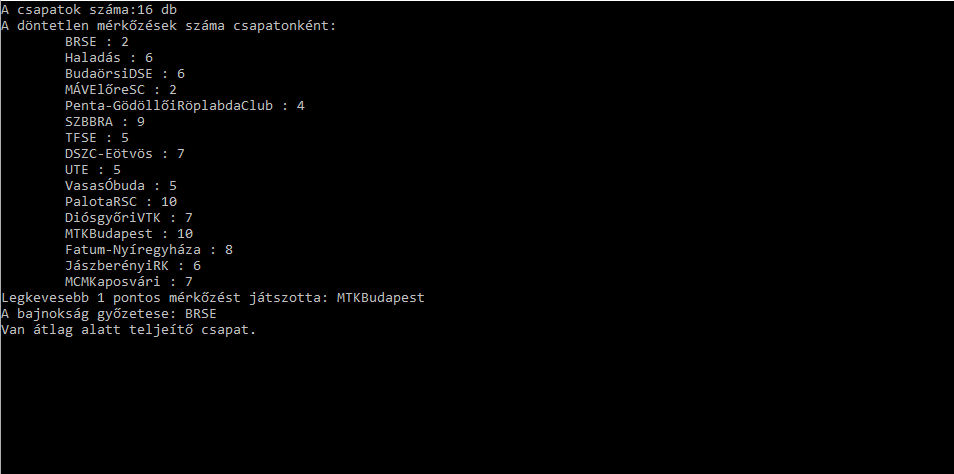 A csapatok száma:16 db
A döntetlen mérkőzések száma csapatonként:
BRSE : 2
Haladás : 6
BudaörsiDSE : 6
MÁVElőreSC : 2
Penta-GödöllőiRöplabdaClub : 4
SZBBRA : 9
TFSE : 5
DSZC-Eötvös : 7
UTE : 5
VasasÓbuda : 5
PalotaRSC : 10
DiósgyőriVTK : 7
MTKBudapest : 10
Fatum-Nyíregyháza : 8
JászberényiRK : 6
MCMKaposvári : 7
Legkevesebb 1 pontos mérkőzést játszotta: MTKBudapest
A bajnokság győzetese: BRSE
Van átlag alatt teljeítő csapat.